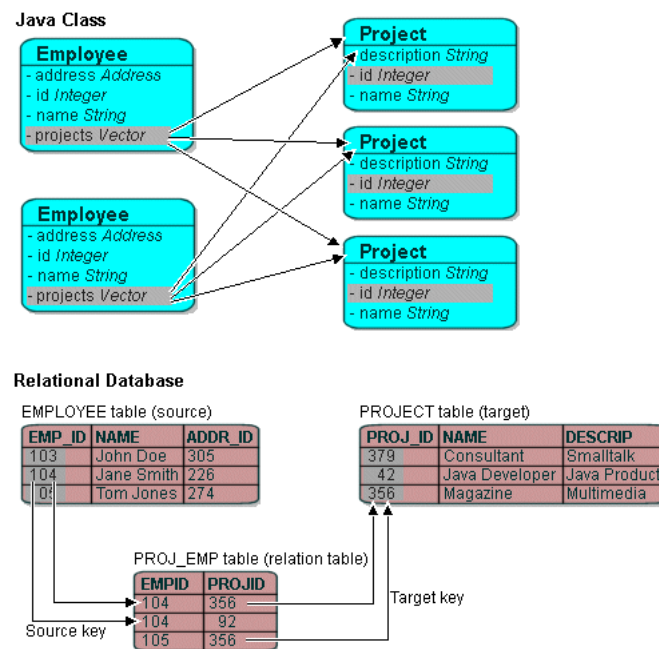 Java Class
Employee
- address Address
- id Integer
- name String
- projects Vector
Employee
- address Address
- id Integer
- name String
- projects Vector
Project
- description String
- id Integer
- name String
Project
- description String
- id Integer
- name String
Project
- description String
- id Integer
- name String
Relational Database
EMPLOYEE table (source)
EMP_ID NAME ADDR_ID
103 John Doe 305
104 Jane Smith 226
105 Tom Jones 274
PROJECT table (target)
PROJ_ID NAME DESCRIP
379 Consultant Smalltalk
42 Java Developer Java Product
356 Magazine Multimedia
PROJ_EMP table (relation table)
EMPID PROJID
104 356
104 92
105 356
Source key
Target key